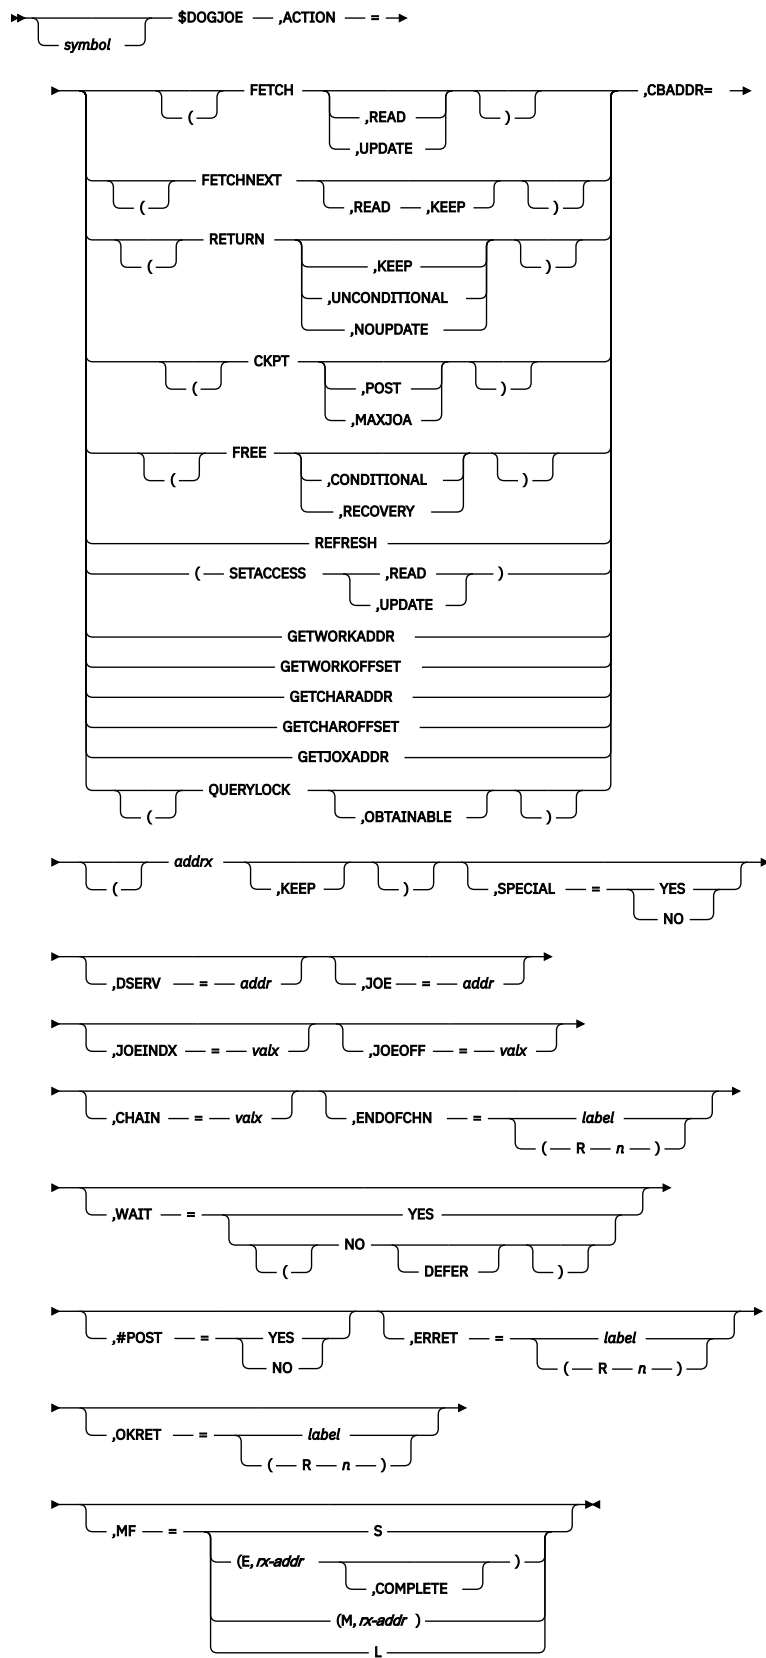 $DOGJOE ,ACTION =
symbol
FETCH ,CBADDR=
( ,READ )
,UPDATE
FETCHNEXT
( ,READ ,KEEP )
RETURN
( ,KEEP )
,UNCONDITIONAL
,NOUPDATE
CKPT
( ,POST )
,MAXJOA
FREE
( ,CONDITIONAL )
,RECOVERY
REFRESH
( SETACCESS ,READ )
,UPDATE
GETWORKADDR
GETWORKOFFSET
GETCHARADDR
GETCHAROFFSET
GETJOXADDR
QUERYLOCK
( ,OBTAINABLE )
addrx
( ,KEEP ) ,SPECIAL = YES
NO
,DSERV = addr ,JOE = addr
,JOEINDX = valx ,JOEOFF = valx
,CHAIN = valx ,ENDOFCHN = label
( R n )
,WAIT = YES
NO
( DEFER )
,#POST = YES ,ERRET = label
NO ( R n )
,OKRET = label
( R n )
,MF = S
(E, rx-addr )
,COMPLETE
(M, rx-addr )
L